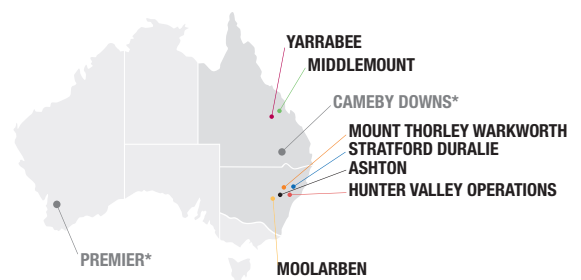 YARRABEE
MIDDLEMOUNT
CAMEBY DOWNS*
MOUNT THORLEY WARKWORTH
STRATFORD DURALIE
ASHTON
HUNTER VALLEY OPERATIONS
PREMIER*
MOOLARBEN